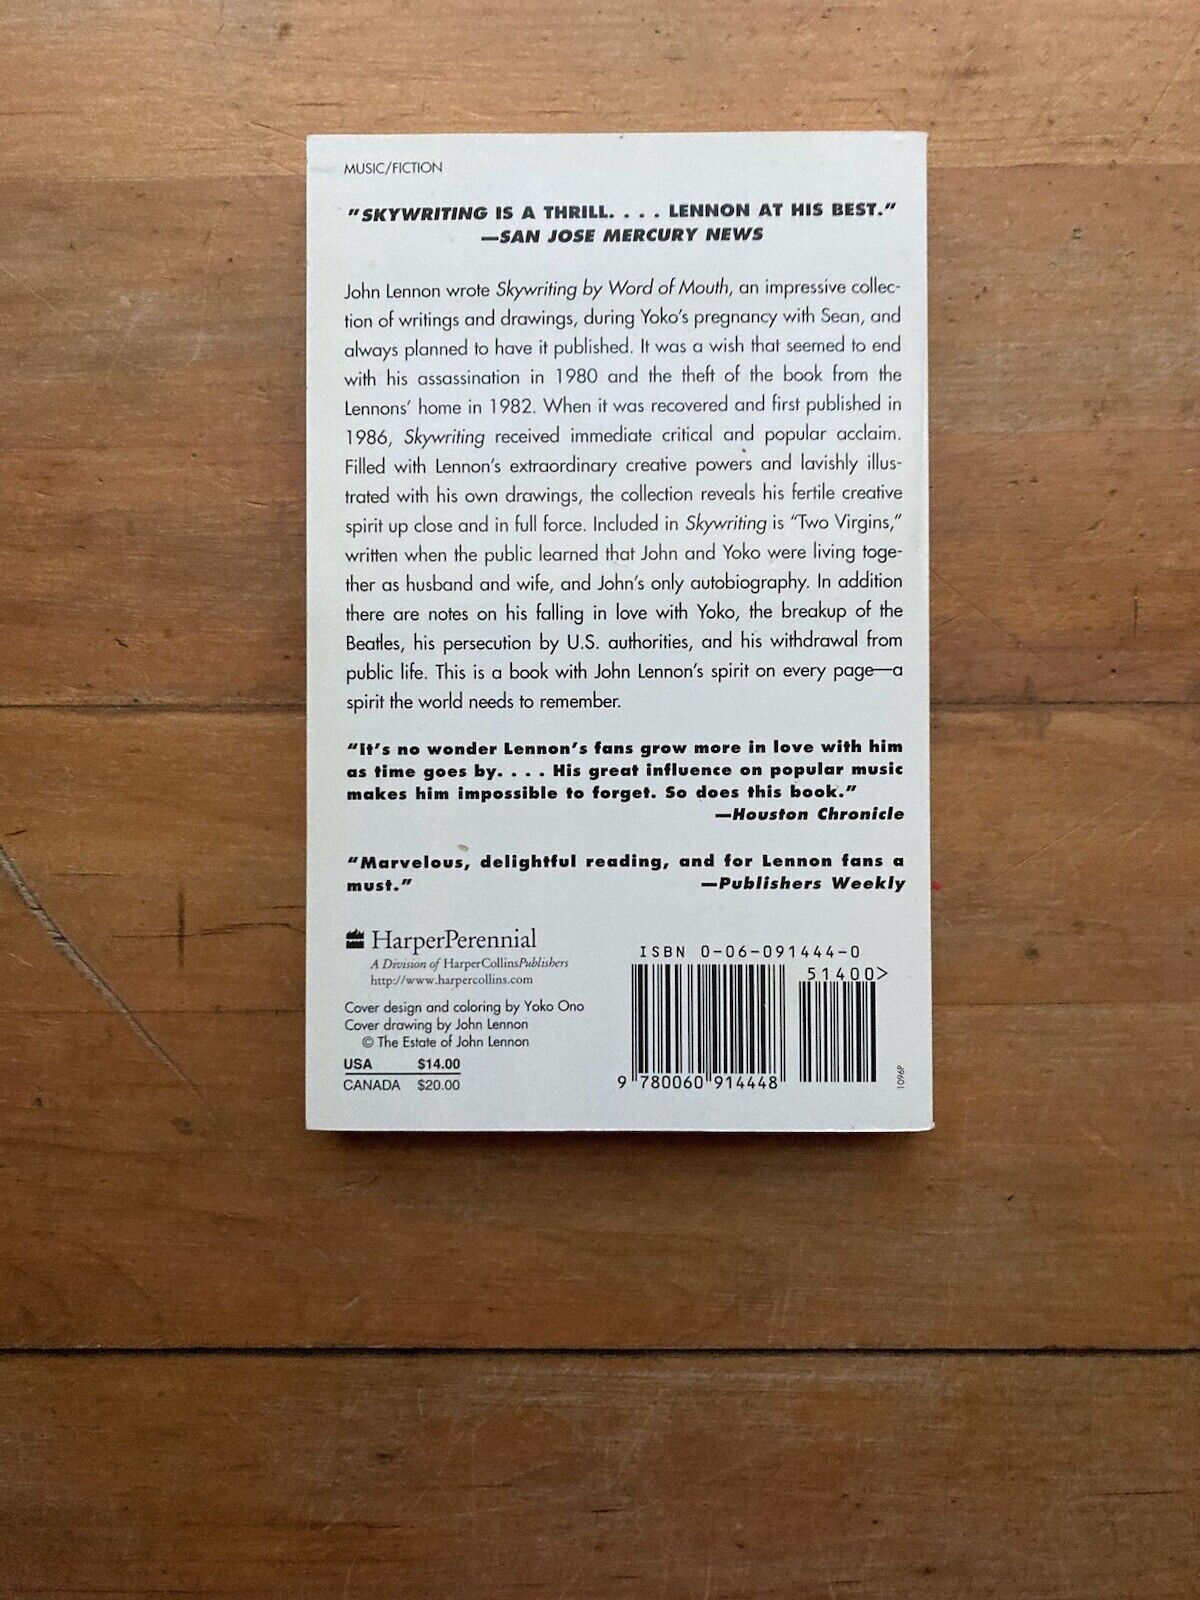 MUSIC/FICTION
"SKYWRITING IS A THRILL. . . . LENNON AT HIS BEST."
—SAN JOSE MERCURY NEWS
John Lennon wrote Skywriting by Word of Mouth, an impressive collec-
tion of writings and drawings, during Yoko's pregnancy with Sean, and
always planned to have it published. It was a wish that seemed to end
with his assassination in 1980 and the theft of the book from the
Lennons' home in 1982. When it was recovered and first published in
1986, Skywriting received immediate critical and popular acclaim.
Filled with Lennon's extraordinary creative powers and lavishly illus-
trated with his own drawings, the collection reveals his fertile creative
spirit up close and in full force. Included in Skywriting is "Two Virgins,"
written when the public learned that John and Yoko were living toge-
ther as husband and wife, and John's only autobiography. In addition
there are notes on his falling in love with Yoko, the breakup of the
Beatles, his persecution by U.S. authorities, and his withdrawal from
public life. This is a book with John Lennon's spirit on every page—a
spirit the world needs to remember.
"It's no wonder Lennon's fans grow more in love with him
as time goes by. . . . His great influence on popular music
makes him impossible to forget. So does this book."
—Houston Chronicle
"Marvelous, delightful reading, and for Lennon fans a
must." —Publishers Weekly
HarperPerennial
A Division of HarperCollinsPublishers
http://www.harpercollins.com
Cover design and coloring by Yoko Ono
Cover drawing by John Lennon
© The Estate of John Lennon
USA $14.00
CANADA $20.00
ISBN 0-06-091444-0
51400>
9 780060 914448
1096P